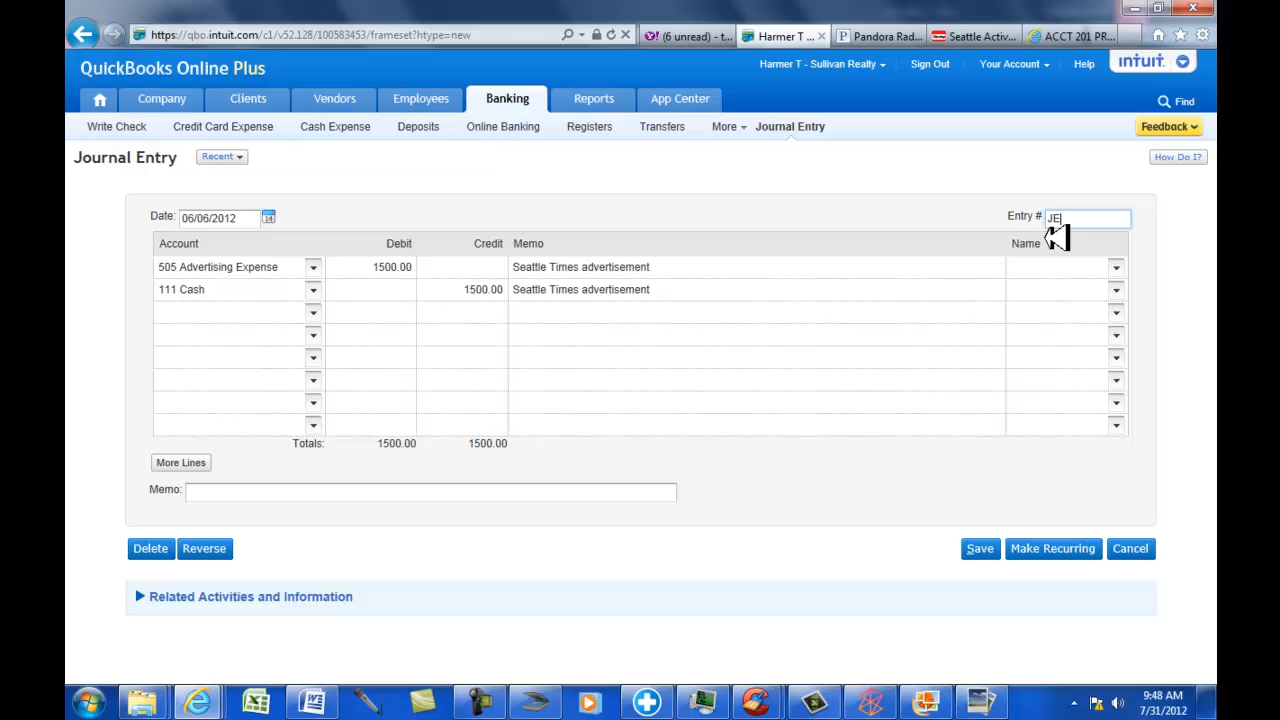 https://qbo.intuit.com/c1/v52.128/100583453/frameset?htype=new
(6 unread) - t...
Harmer T ...
Pandora Rad...
Seattle Activ...
ACCT 201 PR...
QuickBooks Online Plus
Harmer T - Sullivan Realty
Sign Out
Your Account
Help
intuit.
Company
Clients
Vendors
Employees
Banking
Reports
App Center
Find
Write Check
Credit Card Expense
Cash Expense
Deposits
Online Banking
Registers
Transfers
More
Journal Entry
Feedback
Journal Entry
Recent
How Do I?
Date: 06/06/2012
14
Entry # JE
Account Debit Credit Memo Name
505 Advertising Expense 1500.00 Seattle Times advertisement
111 Cash 1500.00 Seattle Times advertisement
Totals: 1500.00 1500.00
More Lines
Memo:
Delete
Reverse
Save
Make Recurring
Cancel
Related Activities and Information
9:48 AM
7/31/2012